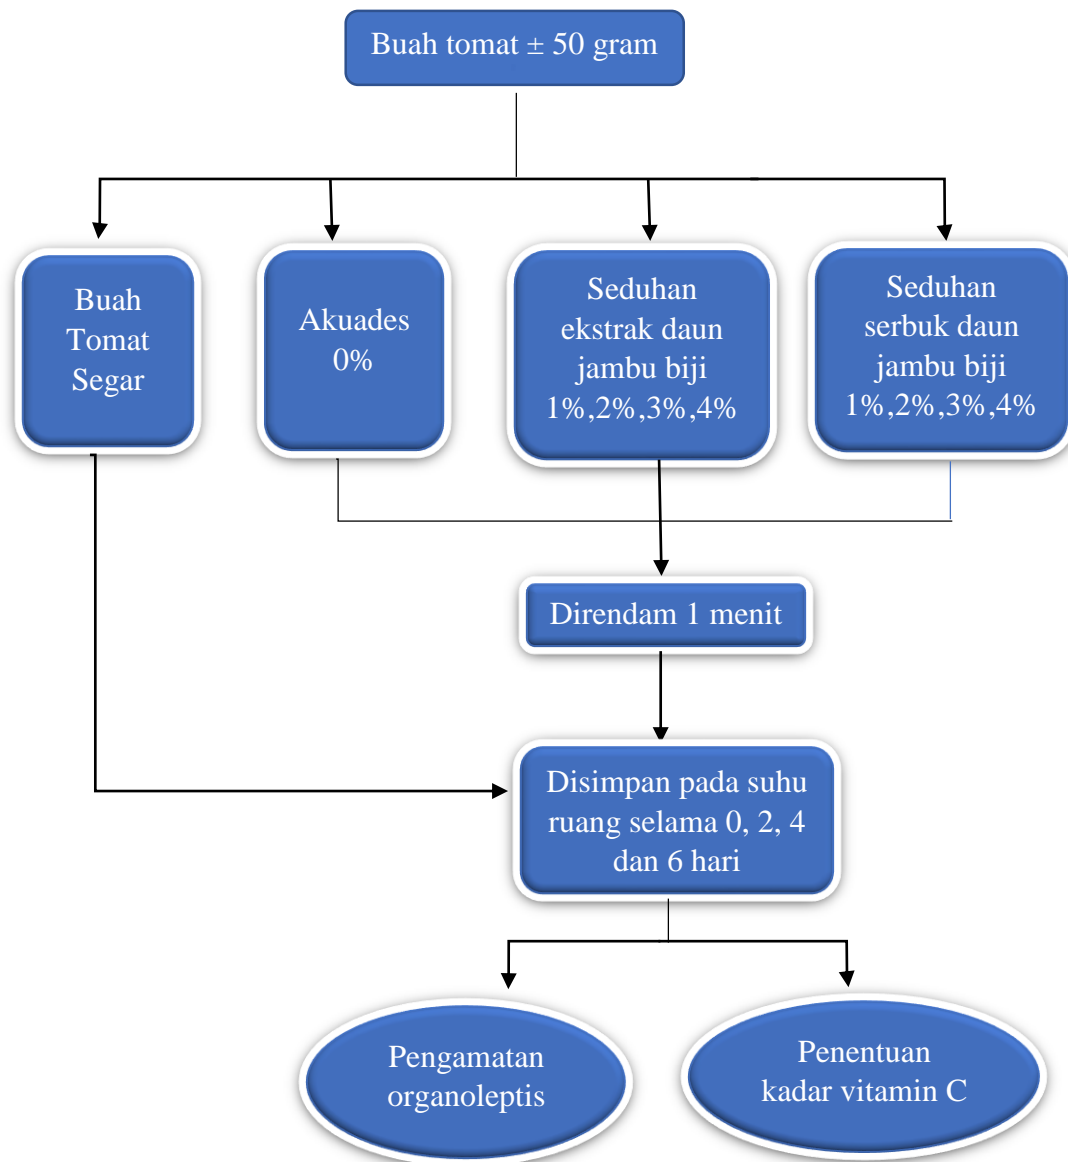 Buah tomat ± 50 gram
Buah
Tomat
Segar
Akuades
0%
Seduhan
ekstrak daun
jambu biji
1%,2%,3%,4%
Seduhan
serbuk daun
jambu biji
1%,2%,3%,4%
Direndam 1 menit
Disimpan pada suhu
ruang selama 0, 2, 4
dan 6 hari
Pengamatan
organoleptis
Penentuan
kadar vitamin C